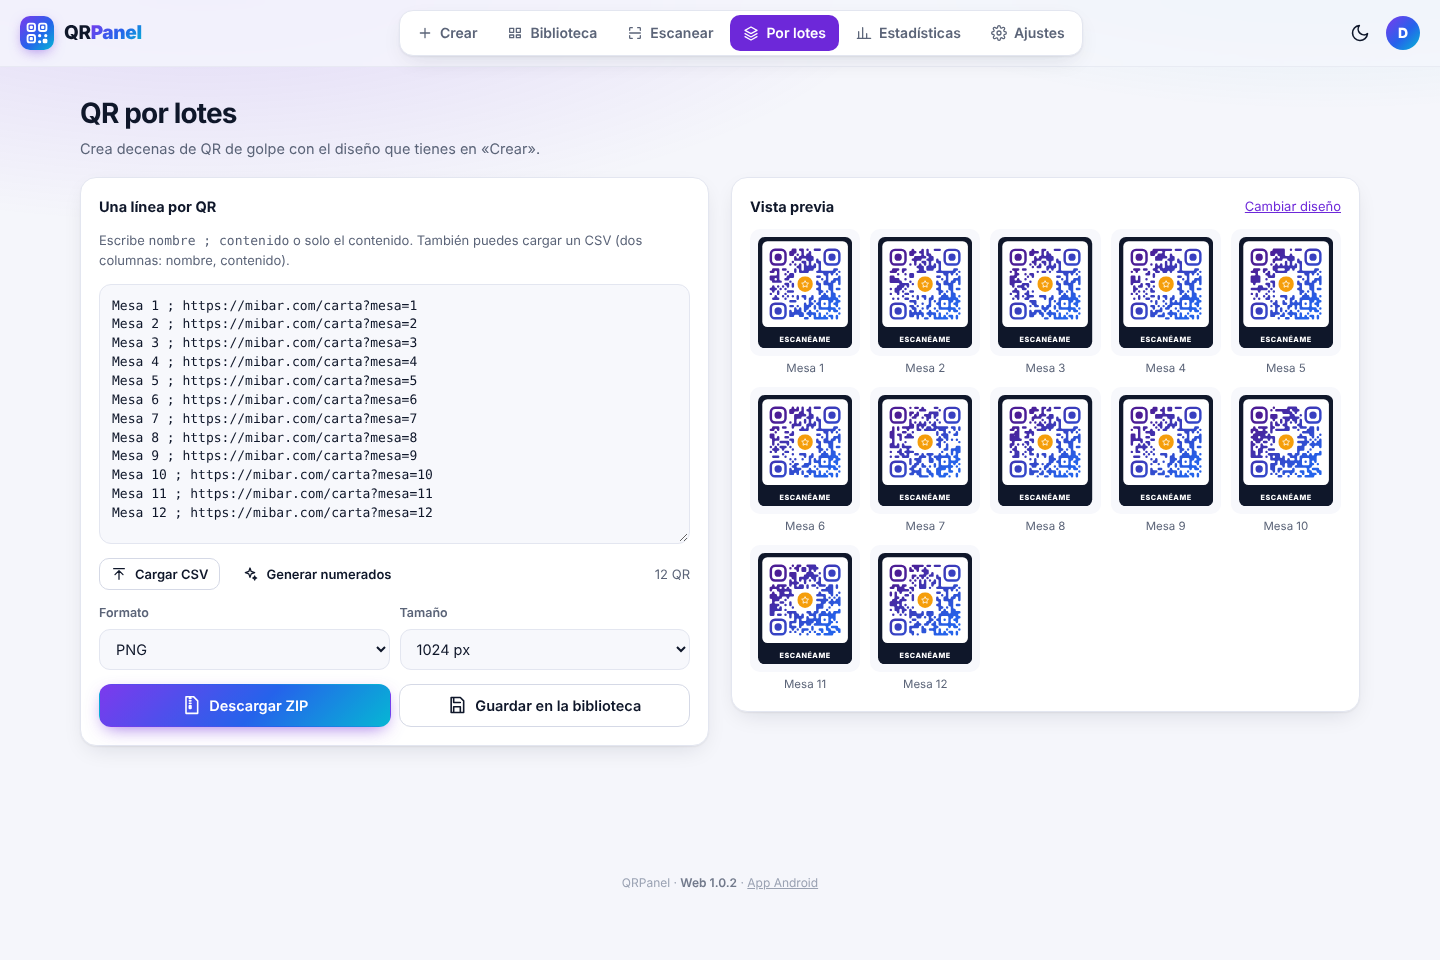 QRPanel
Crear
Biblioteca
Escanear
Por lotes
Estadísticas
Ajustes
D
QR por lotes
Crea decenas de QR de golpe con el diseño que tienes en «Crear».
Una línea por QR
Escribe nombre ; contenido o solo el contenido. También puedes cargar un CSV (dos
columnas: nombre, contenido).
Mesa 1 ; https://mibar.com/carta?mesa=1
Mesa 2 ; https://mibar.com/carta?mesa=2
Mesa 3 ; https://mibar.com/carta?mesa=3
Mesa 4 ; https://mibar.com/carta?mesa=4
Mesa 5 ; https://mibar.com/carta?mesa=5
Mesa 6 ; https://mibar.com/carta?mesa=6
Mesa 7 ; https://mibar.com/carta?mesa=7
Mesa 8 ; https://mibar.com/carta?mesa=8
Mesa 9 ; https://mibar.com/carta?mesa=9
Mesa 10 ; https://mibar.com/carta?mesa=10
Mesa 11 ; https://mibar.com/carta?mesa=11
Mesa 12 ; https://mibar.com/carta?mesa=12
Cargar CSV
Generar numerados
12 QR
Formato
Tamaño
PNG
1024 px
Descargar ZIP
Guardar en la biblioteca
Vista previa
Cambiar diseño
ESCANÉAME
ESCANÉAME
ESCANÉAME
ESCANÉAME
ESCANÉAME
Mesa 1
Mesa 2
Mesa 3
Mesa 4
Mesa 5
ESCANÉAME
ESCANÉAME
ESCANÉAME
ESCANÉAME
ESCANÉAME
Mesa 6
Mesa 7
Mesa 8
Mesa 9
Mesa 10
ESCANÉAME
ESCANÉAME
Mesa 11
Mesa 12
QRPanel · Web 1.0.2 · App Android